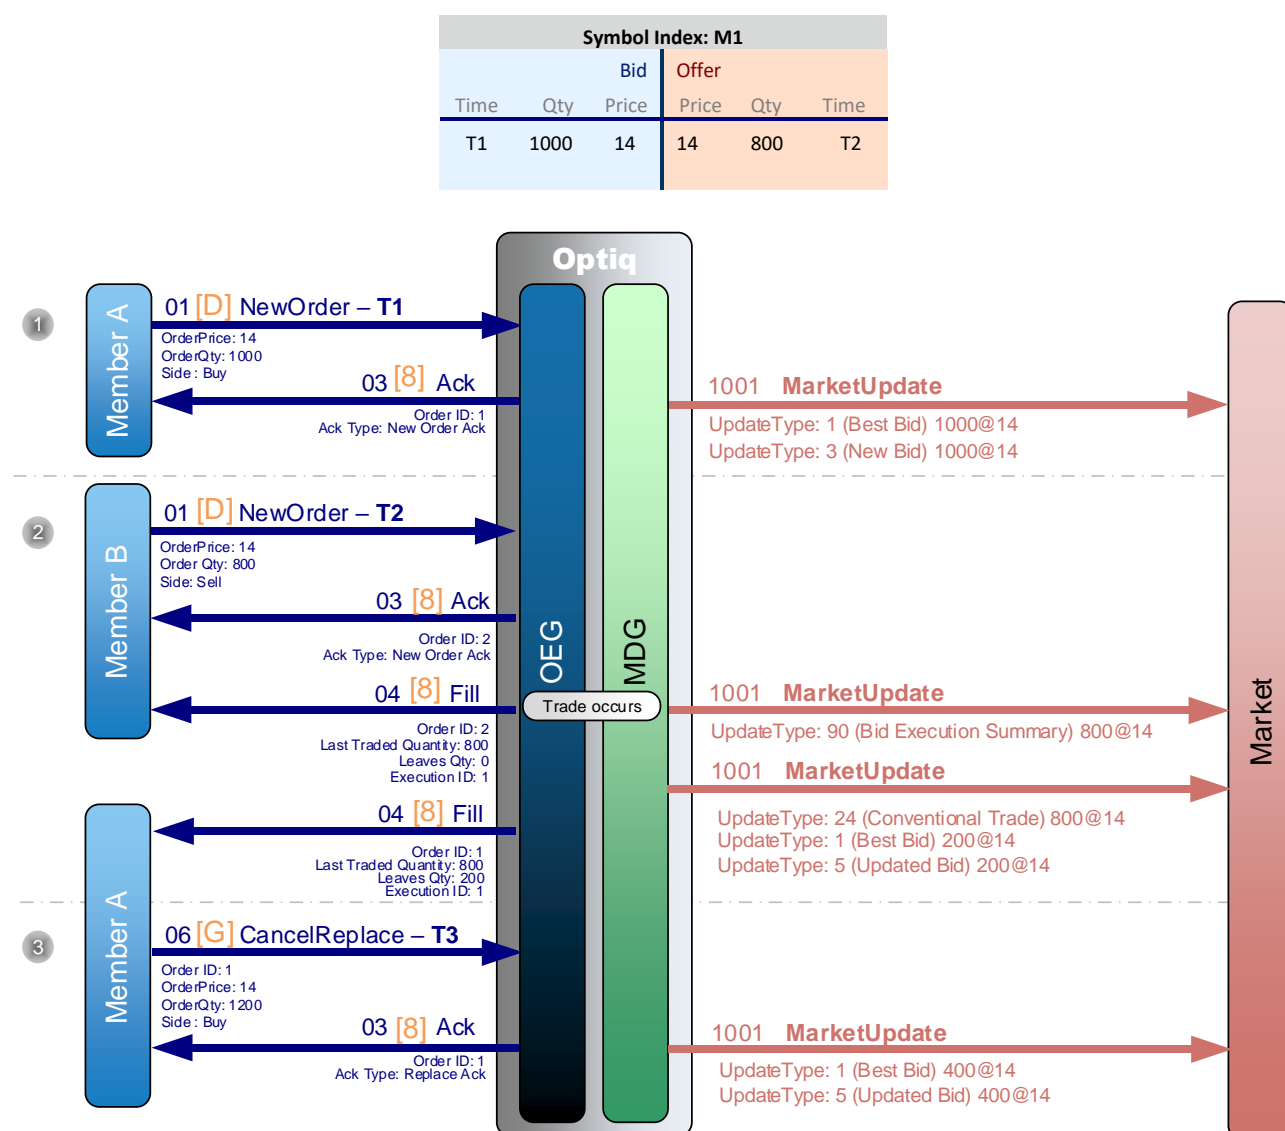 Symbol Index: M1
Bid Offer
Time Qty Price Price Qty Time
T1 1000 14 14 800 T2
Optiq
OEG
MDG
Market
1
Member A
01 [D] NewOrder – T1
OrderPrice: 14
OrderQty: 1000
Side : Buy
03 [8] Ack
Order ID: 1
Ack Type: New Order Ack
1001 MarketUpdate
UpdateType: 1 (Best Bid) 1000@14
UpdateType: 3 (New Bid) 1000@14
2
Member B
01 [D] NewOrder – T2
OrderPrice: 14
Order Qty: 800
Side: Sell
03 [8] Ack
Order ID: 2
Ack Type: New Order Ack
04 [8] Fill
Trade occurs
Order ID: 2
Last Traded Quantity: 800
Leaves Qty: 0
Execution ID: 1
1001 MarketUpdate
UpdateType: 90 (Bid Execution Summary) 800@14
1001 MarketUpdate
UpdateType: 24 (Conventional Trade) 800@14
UpdateType: 1 (Best Bid) 200@14
UpdateType: 5 (Updated Bid) 200@14
Member A
04 [8] Fill
Order ID: 1
Last Traded Quantity: 800
Leaves Qty: 200
Execution ID: 1
3
06 [G] CancelReplace – T3
Order ID: 1
OrderPrice: 14
OrderQty: 1200
Side : Buy
03 [8] Ack
Order ID: 1
Ack Type: Replace Ack
1001 MarketUpdate
UpdateType: 1 (Best Bid) 400@14
UpdateType: 5 (Updated Bid) 400@14